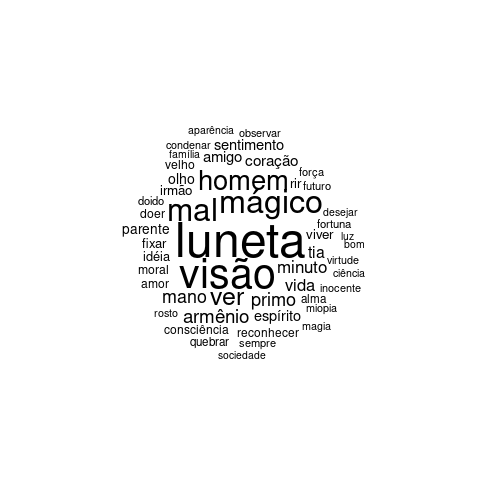 aparência observar
condenar sentimento
família amigo coração
velho força
olho homem rir futuro
irmão mágico
doido mal desejar
doer fortuna
parente luneta viver luz
fixar bom
idéia tia virtude
moral visão minuto ciência
amor vida inocente
mano ver primo alma
miopia
rosto armênio espírito
consciência reconhecer magia
quebrar sempre
sociedade